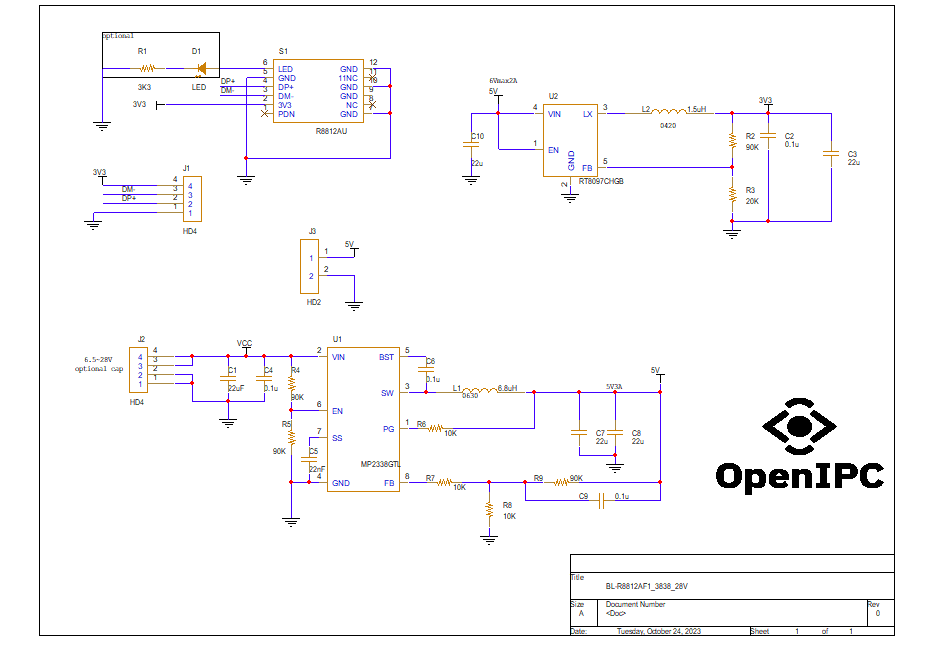 optional
R1
D1
3K3
LED
S1
6
5
4
3
2
1
DP+
DM-
3V3
LED
GND
DP+
DM-
3V3
PDN
GND
11NC
GND
GND
NC
GND
12
11
10
9
8
7
R8812AU
6Vmax2A
5V
C10
22u
U2
4
1
VIN
EN
GND
LX
FB
3
5
2
RT8097CHGB
L2
1.5uH
0420
3V3
R2
90K
C2
0.1u
C3
22u
R3
20K
J1
3V3
DM-
DP+
4
3
2
1
4
3
2
1
HD4
J3
1
2
1
2
5V
HD2
J2
6.5~28V
optional cap
4
3
2
1
4
3
2
1
HD4
VCC
C1
22uF
C4
0.1u
R4
90K
R5
90K
C5
22nF
U1
2
6
7
4
VIN
EN
SS
GND
BST
SW
PG
FB
5
3
1
8
MP2338GTL
C6
0.1u
L1
6.8uH
0630
R6
10K
R7
10K
R8
10K
R9
90K
C9
0.1u
5V3A
5V
C7
22u
C8
22u
OpenIPC
Title
BL-R8812AF1_3838_28V
Size
A
Document Number
<Doc>
Rev
0
Date:
Tuesday, October 24, 2023
Sheet
1
of
1